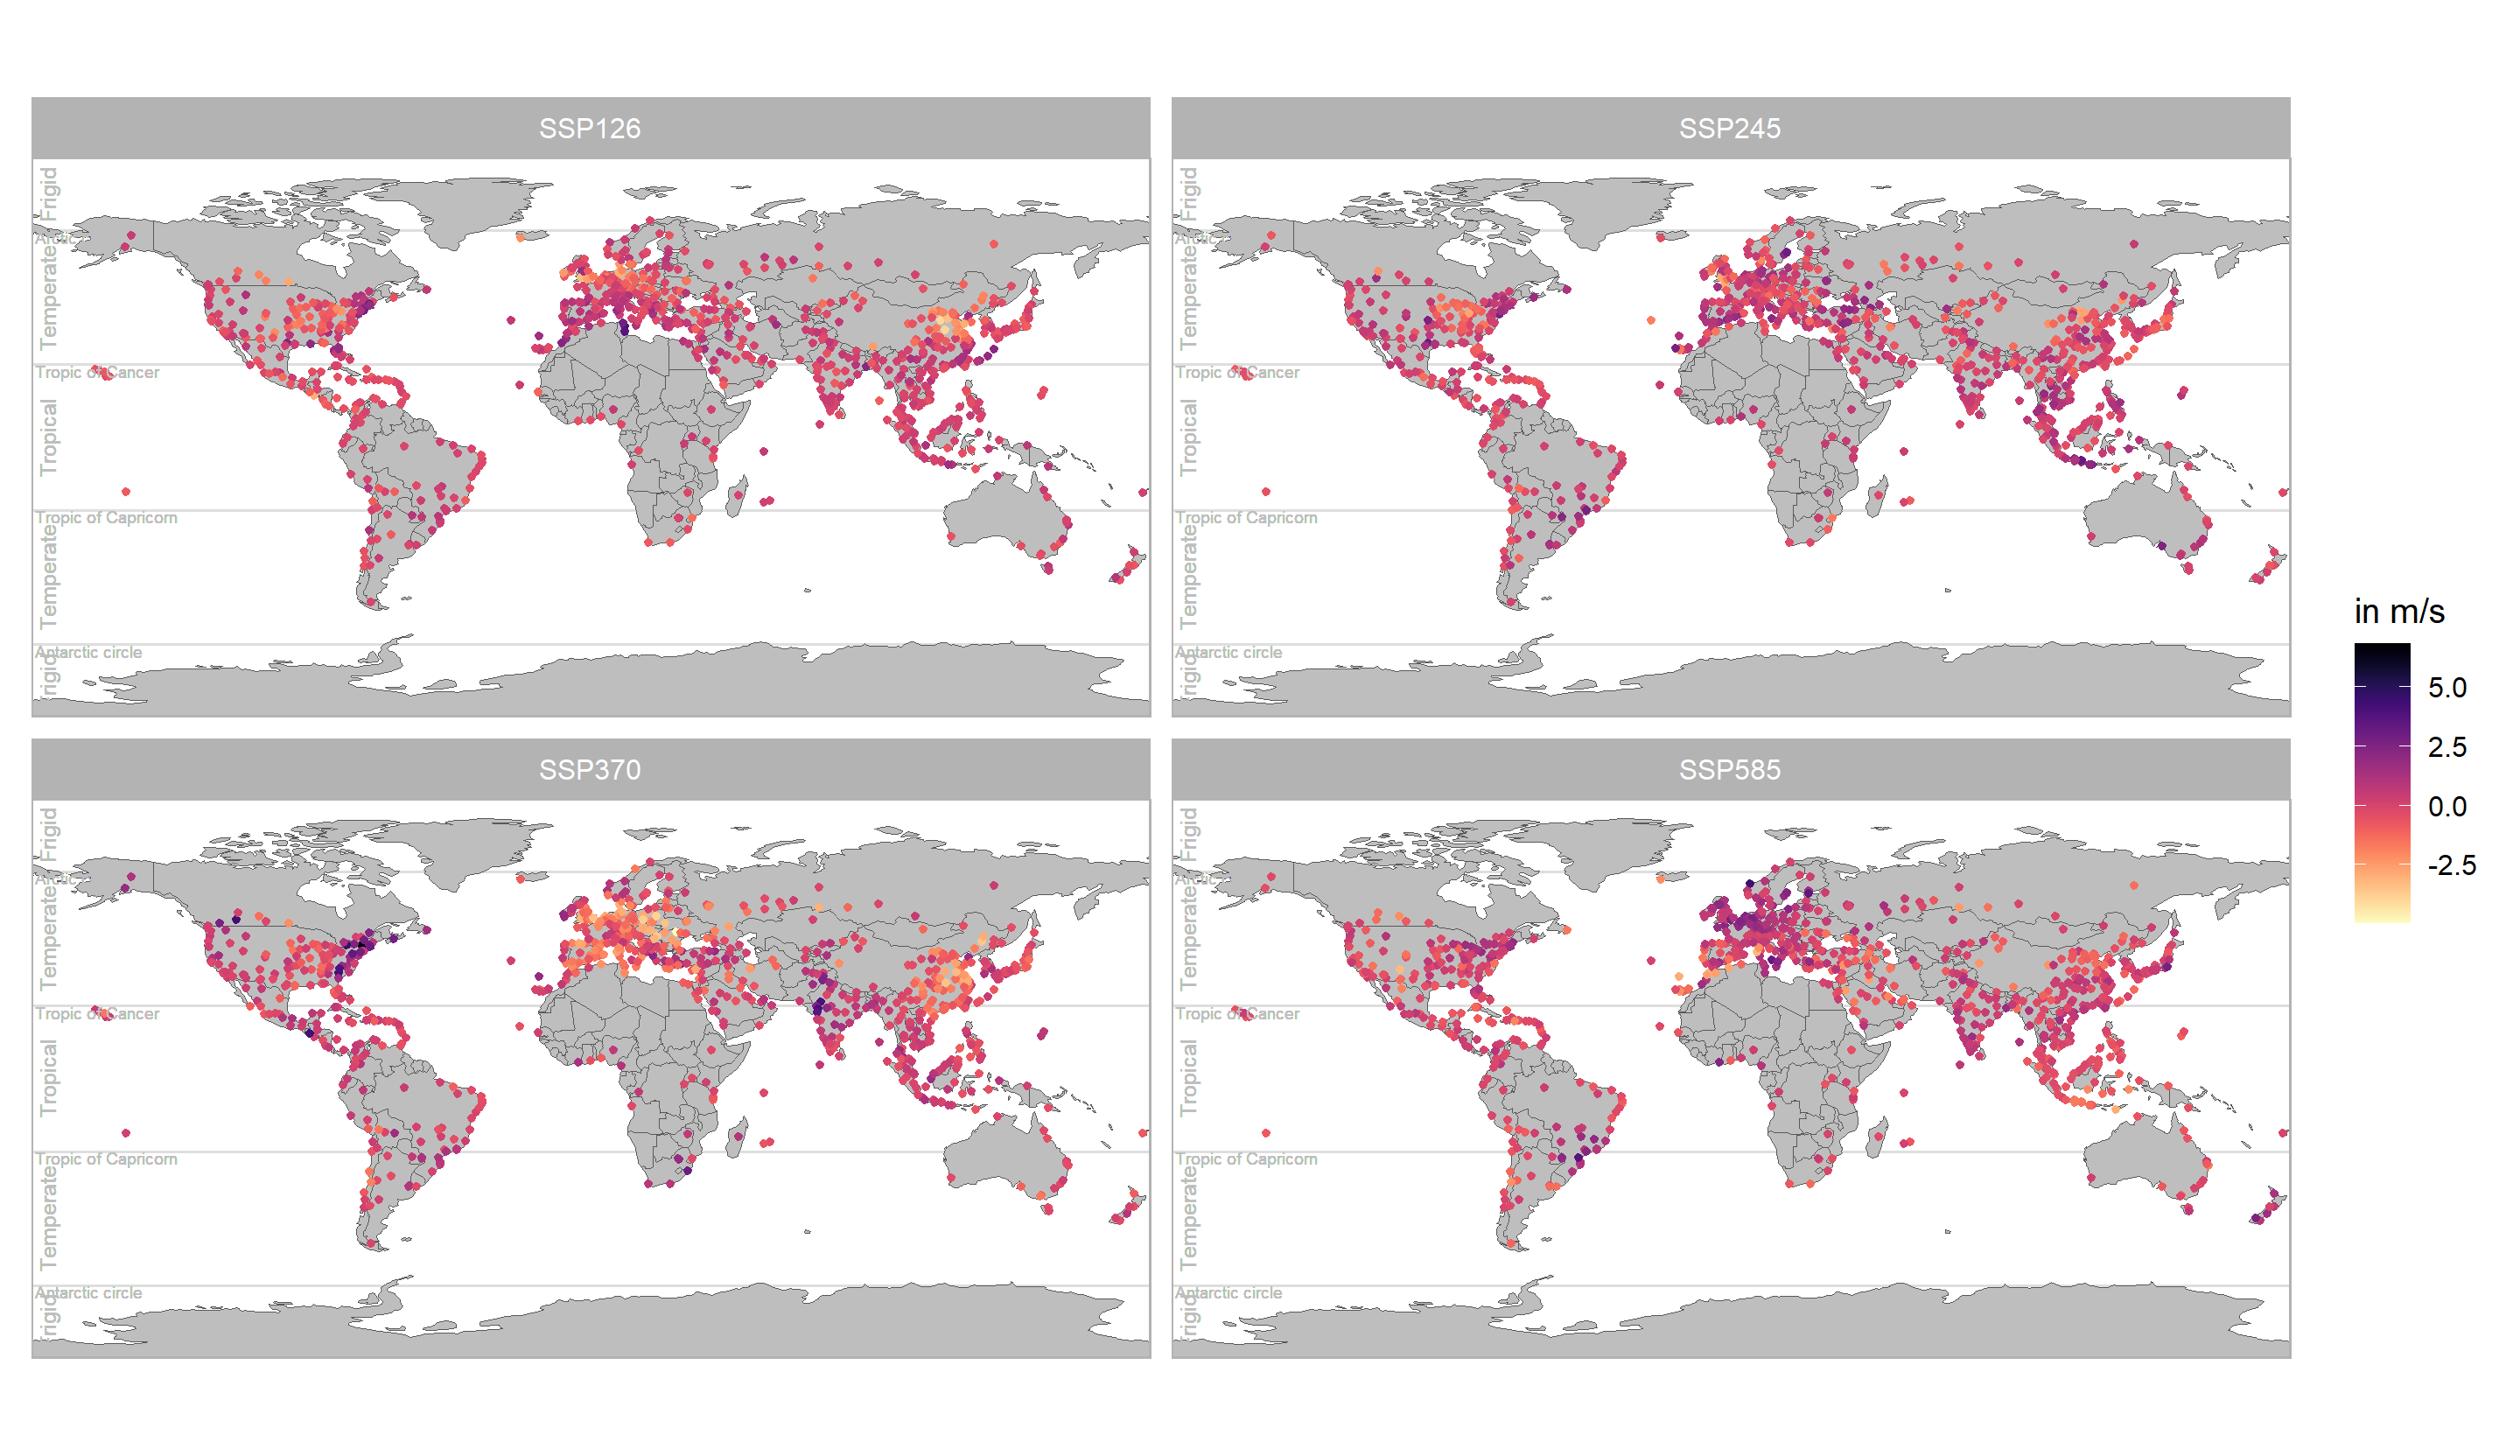 SSP126
SSP245
Frigid
Arctic
Temperate
Tropic of Cancer
Tropical
Tropic of Capricorn
Temperate
Antarctic circle
Frigid
Frigid
Arctic
Temperate
Tropic of Cancer
Tropical
Tropic of Capricorn
Temperate
Antarctic circle
Frigid
SSP370
SSP585
Frigid
Arctic
Temperate
Tropic of Cancer
Tropical
Tropic of Capricorn
Temperate
Antarctic circle
Frigid
Frigid
Arctic
Temperate
Tropic of Cancer
Tropical
Tropic of Capricorn
Temperate
Antarctic circle
Frigid
in m/s
5.0
2.5
0.0
-2.5